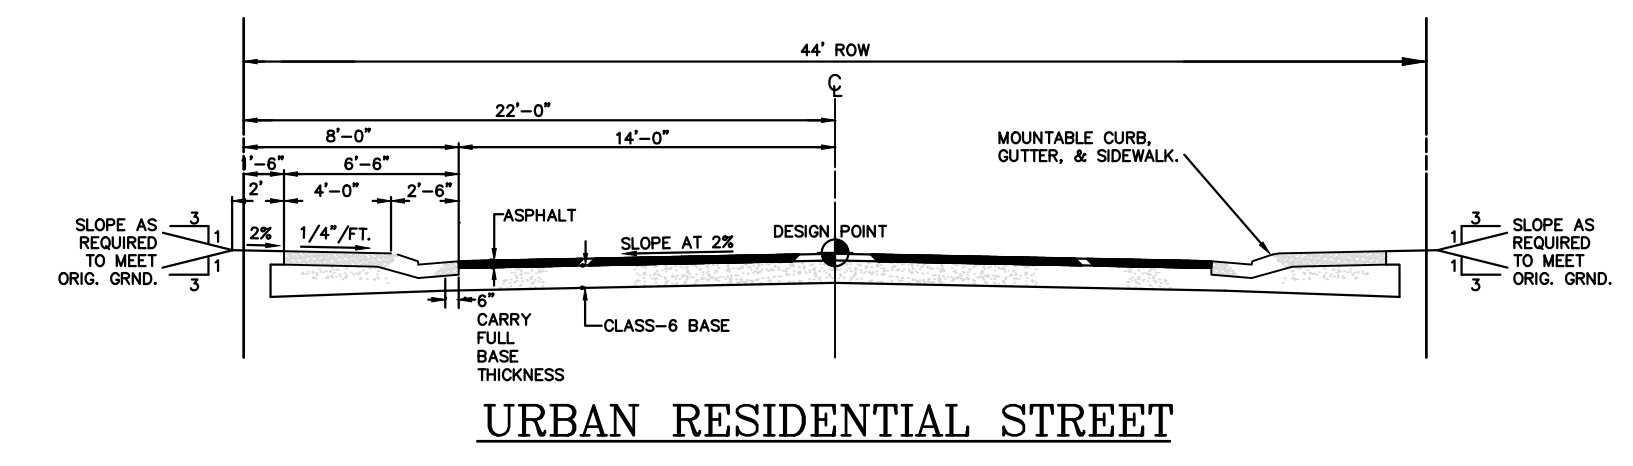 44' ROW
CL
22'-0"
8'-0"
14'-0"
MOUNTABLE CURB,
GUTTER, & SIDEWALK.
1'-6"
6'-6"
2'
4'-0"
2'-6"
SLOPE AS
REQUIRED
TO MEET
ORIG. GRND.
3
1
1
3
2%
1/4"/FT.
ASPHALT
SLOPE AT 2%
DESIGN POINT
3
1
1
3
SLOPE AS
REQUIRED
TO MEET
ORIG. GRND.
6"
CARRY
FULL
BASE
THICKNESS
CLASS-6 BASE
URBAN RESIDENTIAL STREET